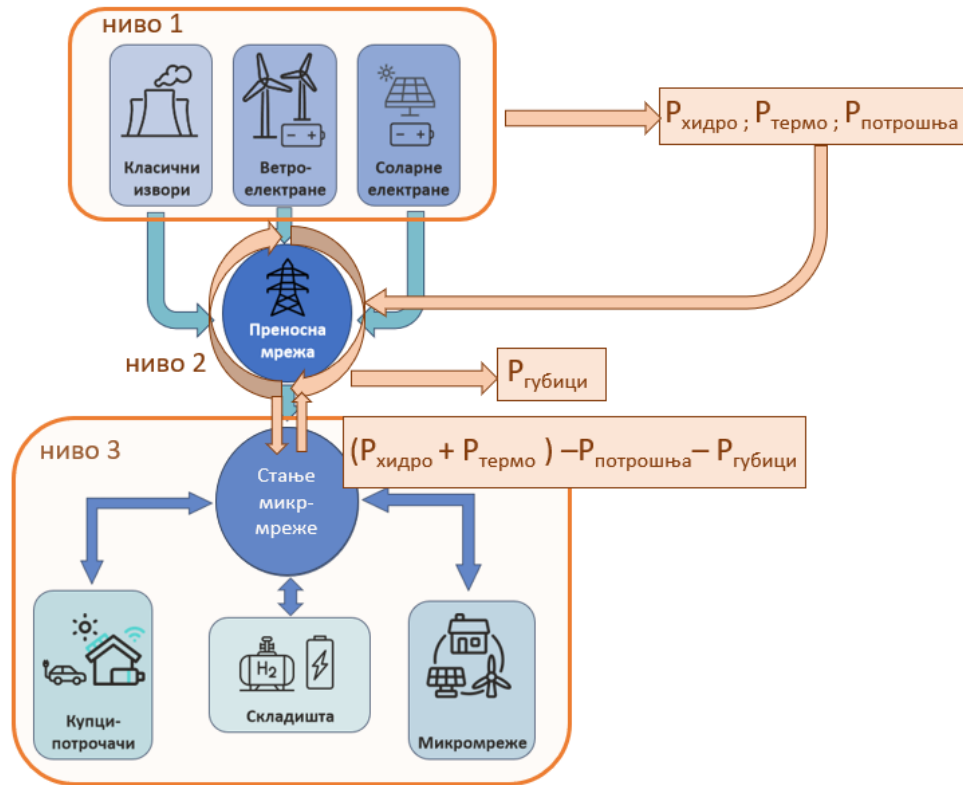 ниво 1
Класични
извори
Ветро-
електране
Соларне
електране
Pхидро ; Pтермо ; Pпотрошња
Преносна
мрежа
ниво 2
Pгубици
ниво 3
(Pхидро + Pтермо ) –Pпотрошња– Pгубици
Стање
микр-
мреже
Купци-
потрочачи
H2
Складишта
Микромреже